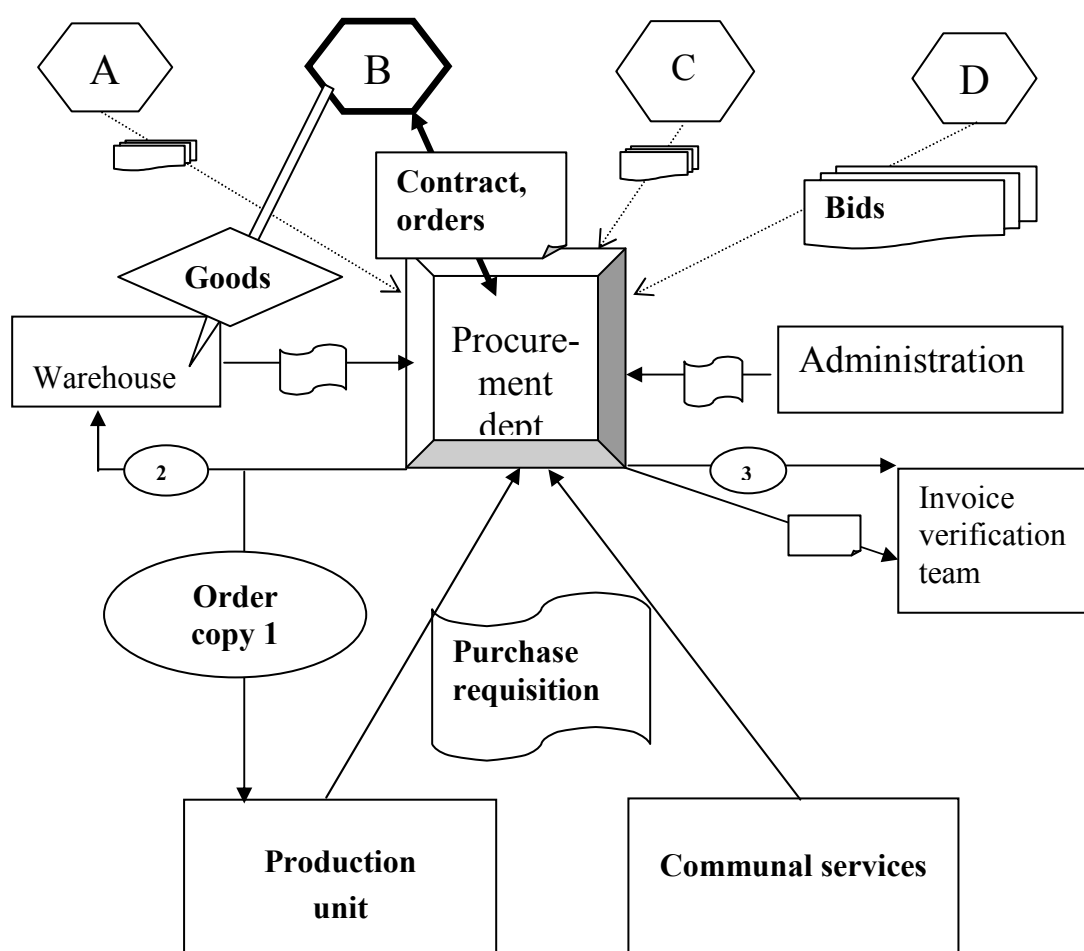 A
B
C
D
Contract,
orders
Bids
Goods
Procure-
ment
dept
Warehouse
Administration
2
3
Invoice
verification
team
Order
copy 1
Purchase
requisition
Production
unit
Communal services